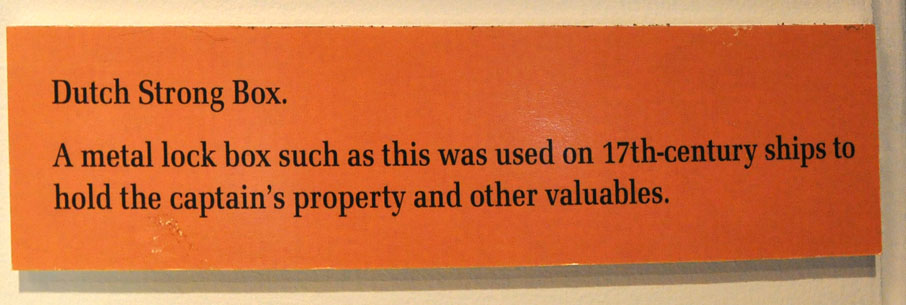 Dutch Strong Box.
A metal lock box such as this was used on 17th-century ships to
hold the captain's property and other valuables.